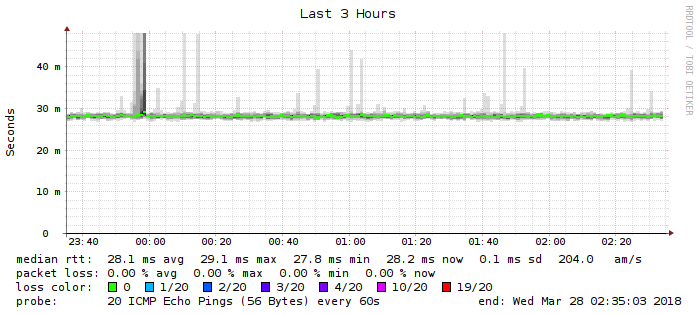 Last 3 Hours
RRDTOOL / TOBI OETIKER
Seconds
40 m
30 m
20 m
10 m
0
23:40 00:00 00:20 00:40 01:00 01:20 01:40 02:00 02:20
median rtt: 28.1 ms avg 29.1 ms max 27.8 ms min 28.2 ms now 0.1 ms sd 204.0 am/s
packet loss: 0.00 % avg 0.00 % max 0.00 % min 0.00 % now
loss color: 0 1/20 2/20 3/20 4/20 10/20 19/20
probe: 20 ICMP Echo Pings (56 Bytes) every 60s end: Wed Mar 28 02:35:03 2018